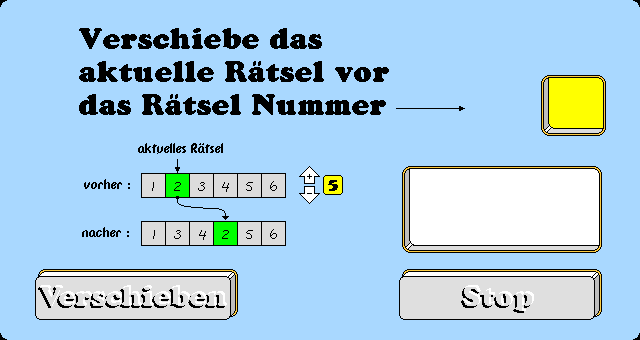 Verschiebe das
aktuelle Rätsel vor
das Rätsel Nummer
aktuelles Rätsel
vorher : 1 2 3 4 5 6 + - 5
nacher : 1 3 4 2 5 6
Verschieben Stop